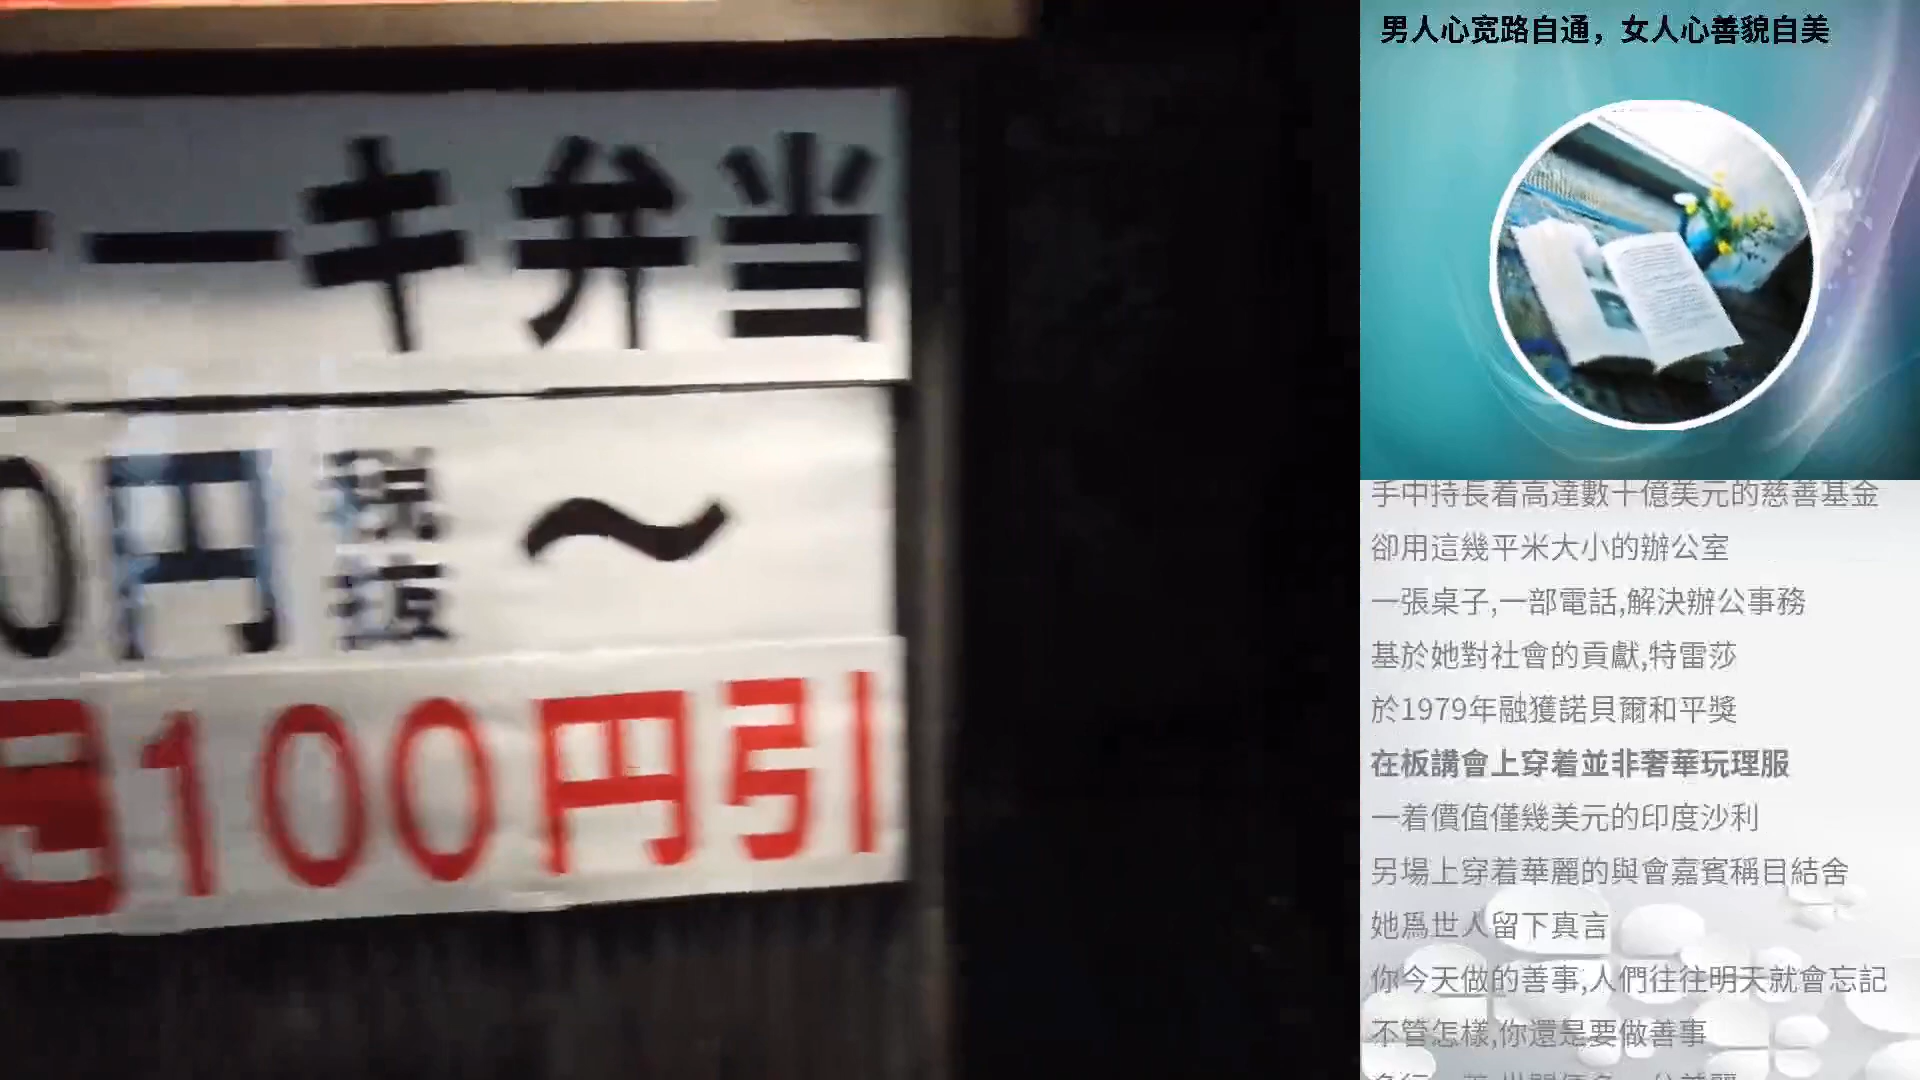 ーキ弁当
0円 税抜 〜
100円引
男人心宽路自通，女人心善貌自美
手中持長着高達數十億美元的慈善基金
卻用這幾平米大小的辦公室
一張桌子,一部電話,解決辦公事務
基於她對社會的貢獻,特雷莎
於1979年融獲諾貝爾和平獎
在板講會上穿着並非奢華玩理服
一着價值僅幾美元的印度沙利
另場上穿着華麗的與會嘉賓稱目結舍
她爲世人留下真言
你今天做的善事,人們往往明天就會忘記
不管怎樣,你還是要做善事